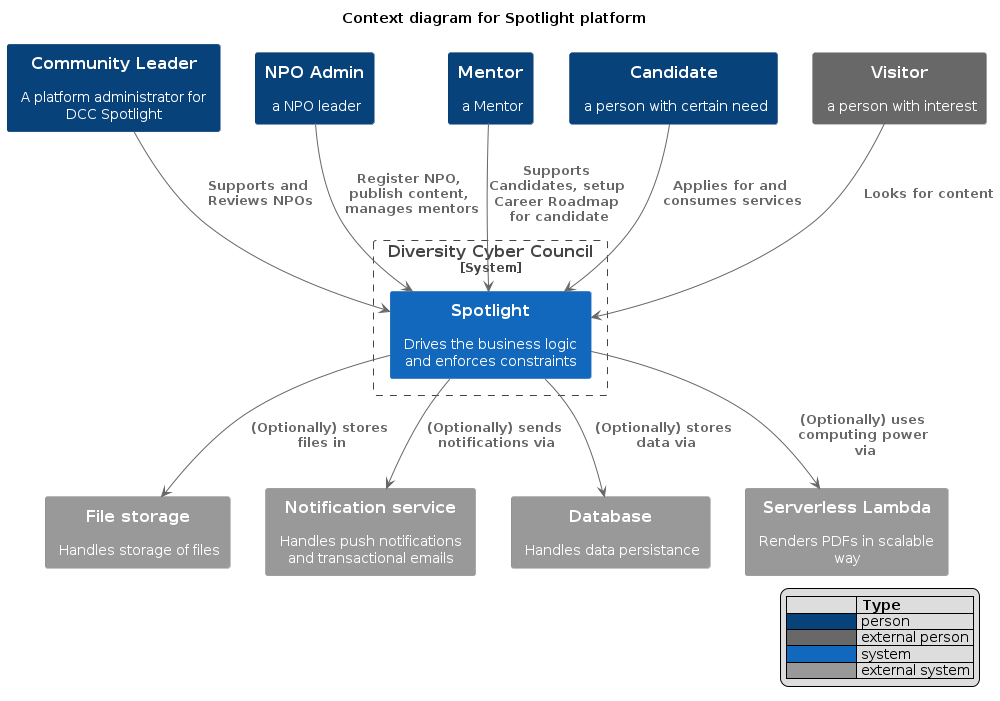 Context diagram for Spotlight platform
Community Leader
A platform administrator for
DCC Spotlight
NPO Admin
a NPO leader
Mentor
a Mentor
Candidate
a person with certain need
Visitor
a person with interest
Supports and
Reviews NPOs
Register NPO,
publish content,
manages mentors
Supports
Candidates, setup
Career Roadmap
for candidate
Applies for and
consumes services
Looks for content
Diversity Cyber Council
[System]
Spotlight
Drives the business logic
and enforces constraints
(Optionally) stores
files in
(Optionally) sends
notifications via
(Optionally) stores
data via
(Optionally) uses
computing power
via
File storage
Handles storage of files
Notification service
Handles push notifications
and transactional emails
Database
Handles data persistance
Serverless Lambda
Renders PDFs in scalable
way
Type
person
external person
system
external system